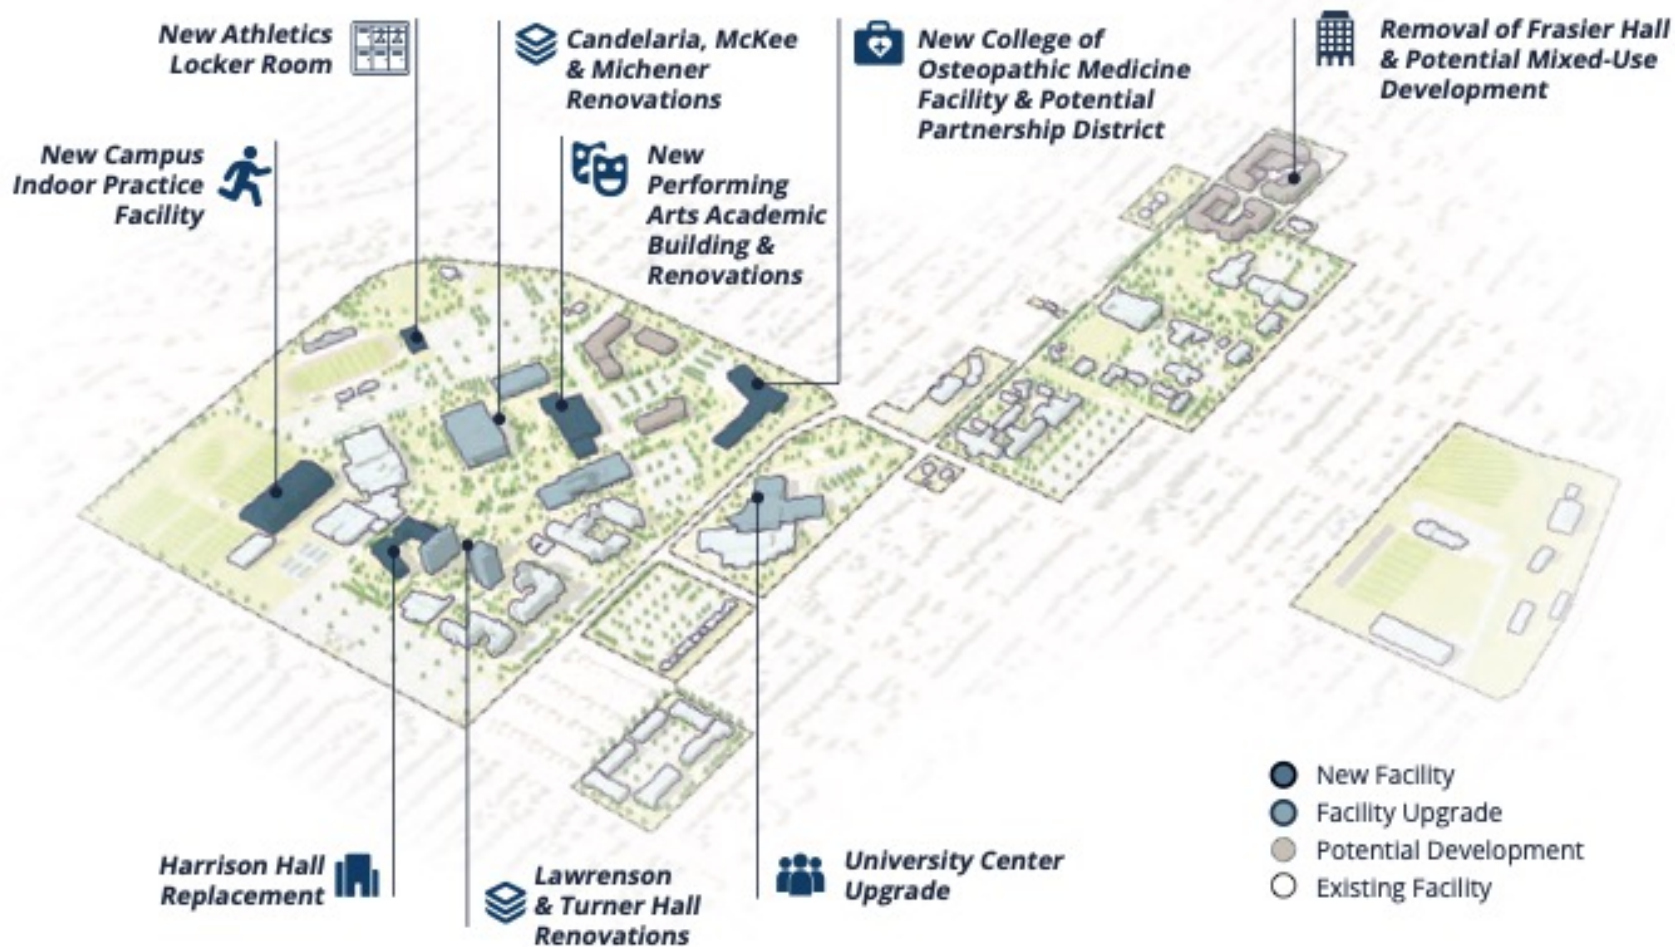 New Athletics
Locker Room
Candelaria, McKee
& Michener
Renovations
New College of
Osteopathic Medicine
Facility & Potential
Partnership District
Removal of Frasier Hall
& Potential Mixed-Use
Development
New Campus
Indoor Practice
Facility
New
Performing
Arts Academic
Building &
Renovations
Harrison Hall
Replacement
Lawrenson
& Turner Hall
Renovations
University Center
Upgrade
New Facility
Facility Upgrade
Potential Development
Existing Facility